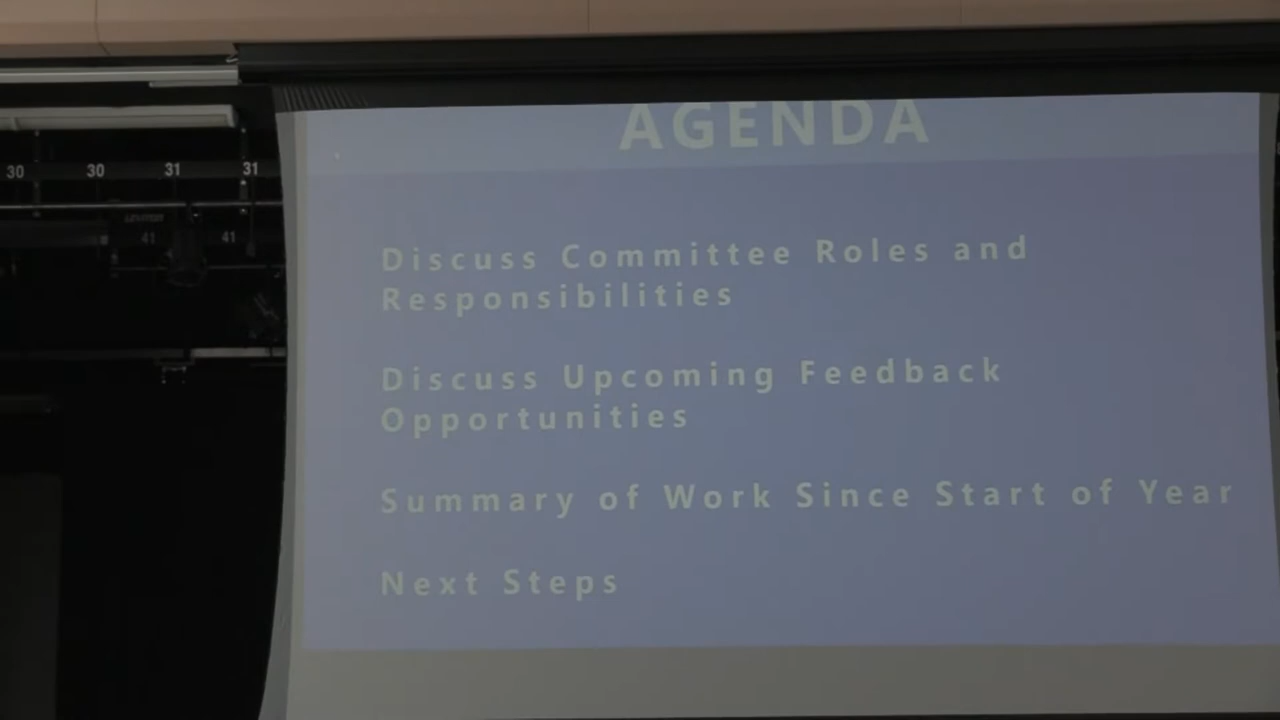 AGENDA
30 30 31 31
LEVITON
41 41
Discuss Committee Roles and
Responsibilities
Discuss Upcoming Feedback
Opportunities
Summary of Work Since Start of Year
Next Steps